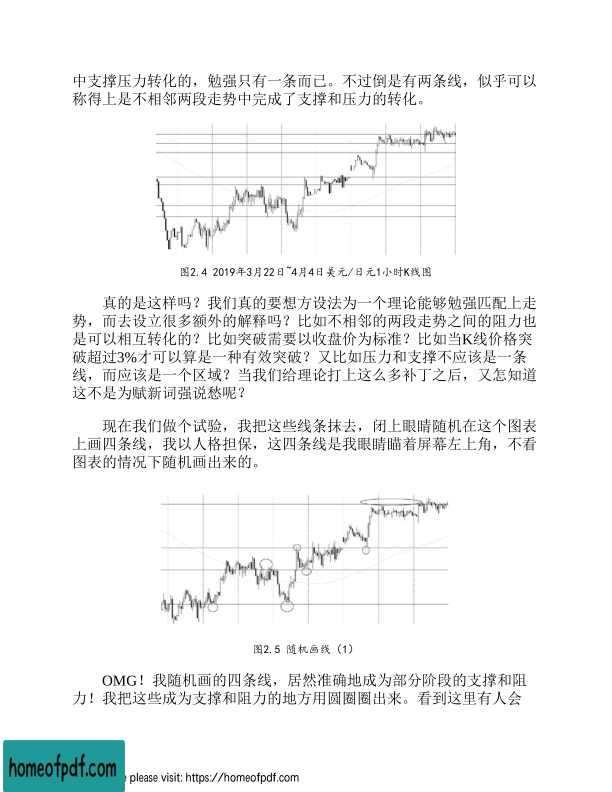 中支撑压力转化的，勉强只有一条而已。不过倒是有两条线，似乎可以
称得上是不相邻两段走势中完成了支撑和压力的转化。
图2.4 2019年3月22日~4月4日美元/日元1小时K线图
真的是这样吗？我们真的要想方设法为一个理论能够勉强匹配上走
势，而去设立很多额外的解释吗？比如不相邻的两段走势之间的阻力也
是可以相互转化的？比如突破需要以收盘价为标准？比如当K线价格突
破超过3%才可以算是一种有效突破？又比如压力和支撑不应该是一条
线，而应该是一个区域？当我们给理论打上这么多补丁之后，又怎知道
这不是为赋新词强说愁呢？
现在我们做个试验，我把这些线条抹去，闭上眼睛随机在这个图表
上画四条线，我以人格担保，这四条线是我眼睛瞄着屏幕左上角，不看
图表的情况下随机画出来的。
图2.5 随机画线（1）
OMG！我随机画的四条线，居然准确地成为部分阶段的支撑和阻
力！我把这些成为支撑和阻力的地方用圆圈圈出来。看到这里有人会
homeofpdf.com
e please visit: https://homeofpdf.com